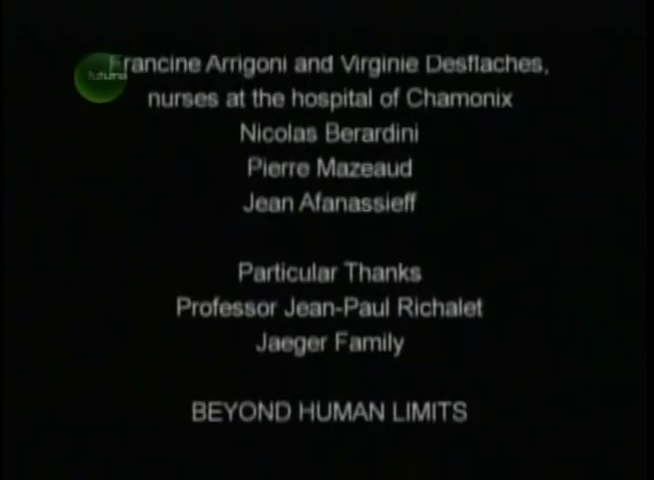 Francine Arrigoni and Virginie Desflaches,
futura
nurses at the hospital of Chamonix
Nicolas Berardini
Pierre Mazeaud
Jean Afanassieff
Particular Thanks
Professor Jean-Paul Richalet
Jaeger Family
BEYOND HUMAN LIMITS